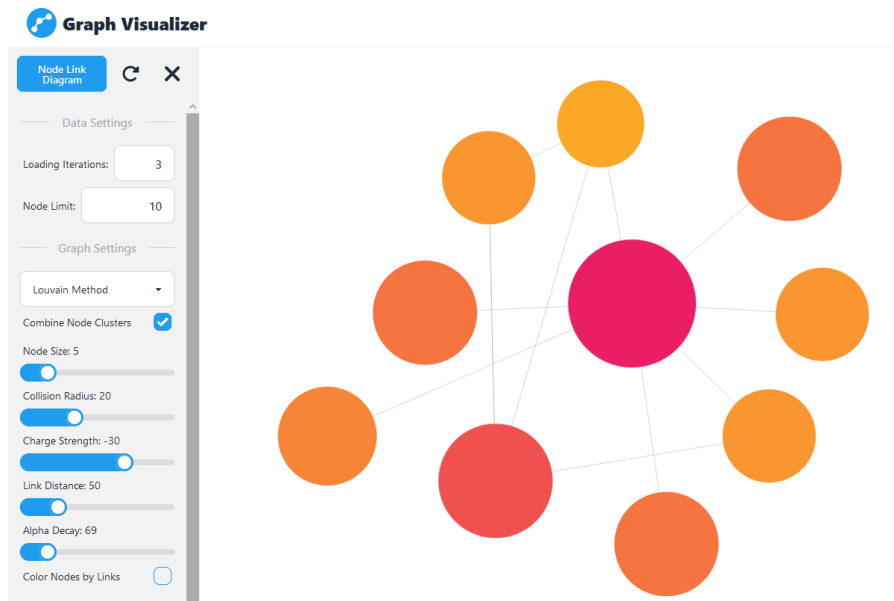 Graph Visualizer
Node Link
Diagram
Data Settings
Loading Iterations: 3
Node Limit: 10
Graph Settings
Louvain Method
Combine Node Clusters
Node Size: 5
Collision Radius: 20
Charge Strength: -30
Link Distance: 50
Alpha Decay: 69
Color Nodes by Links